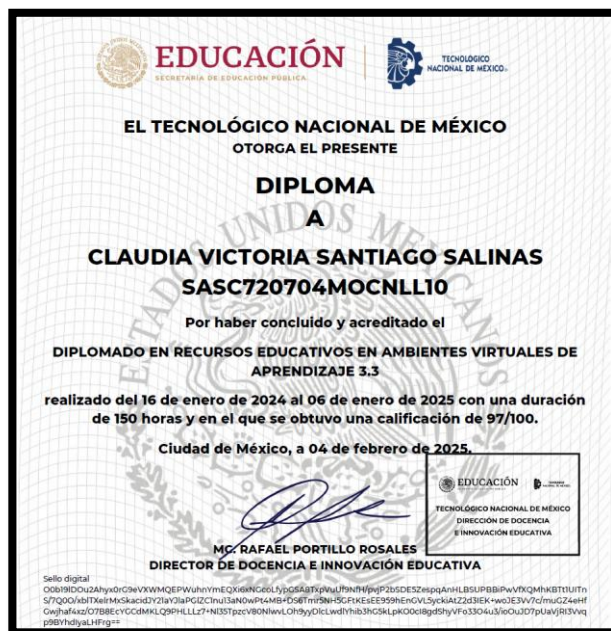 EDUCACIÓN
SECRETARÍA DE EDUCACIÓN PÚBLICA
TECNOLÓGICO
NACIONAL DE MÉXICO
EL TECNOLÓGICO NACIONAL DE MÉXICO
OTORGA EL PRESENTE
DIPLOMA
A
ESTADOS UNIDOS MEXICANOS
CLAUDIA VICTORIA SANTIAGO SALINAS
SASC720704MOCNLL10
Por haber concluido y acreditado el
DIPLOMADO EN RECURSOS EDUCATIVOS EN AMBIENTES VIRTUALES DE
APRENDIZAJE 3.3
realizado del 16 de enero de 2024 al 06 de enero de 2025 con una duración
de 150 horas y en el que se obtuvo una calificación de 97/100.
Ciudad de México, a 04 de febrero de 2025.
EDUCACIÓN
TECNOLÓGICO NACIONAL DE MÉXICO
DIRECCIÓN DE DOCENCIA
E INNOVACIÓN EDUCATIVA
MC. RAFAEL PORTILLO ROSALES
DIRECTOR DE DOCENCIA E INNOVACIÓN EDUCATIVA
Sello digital